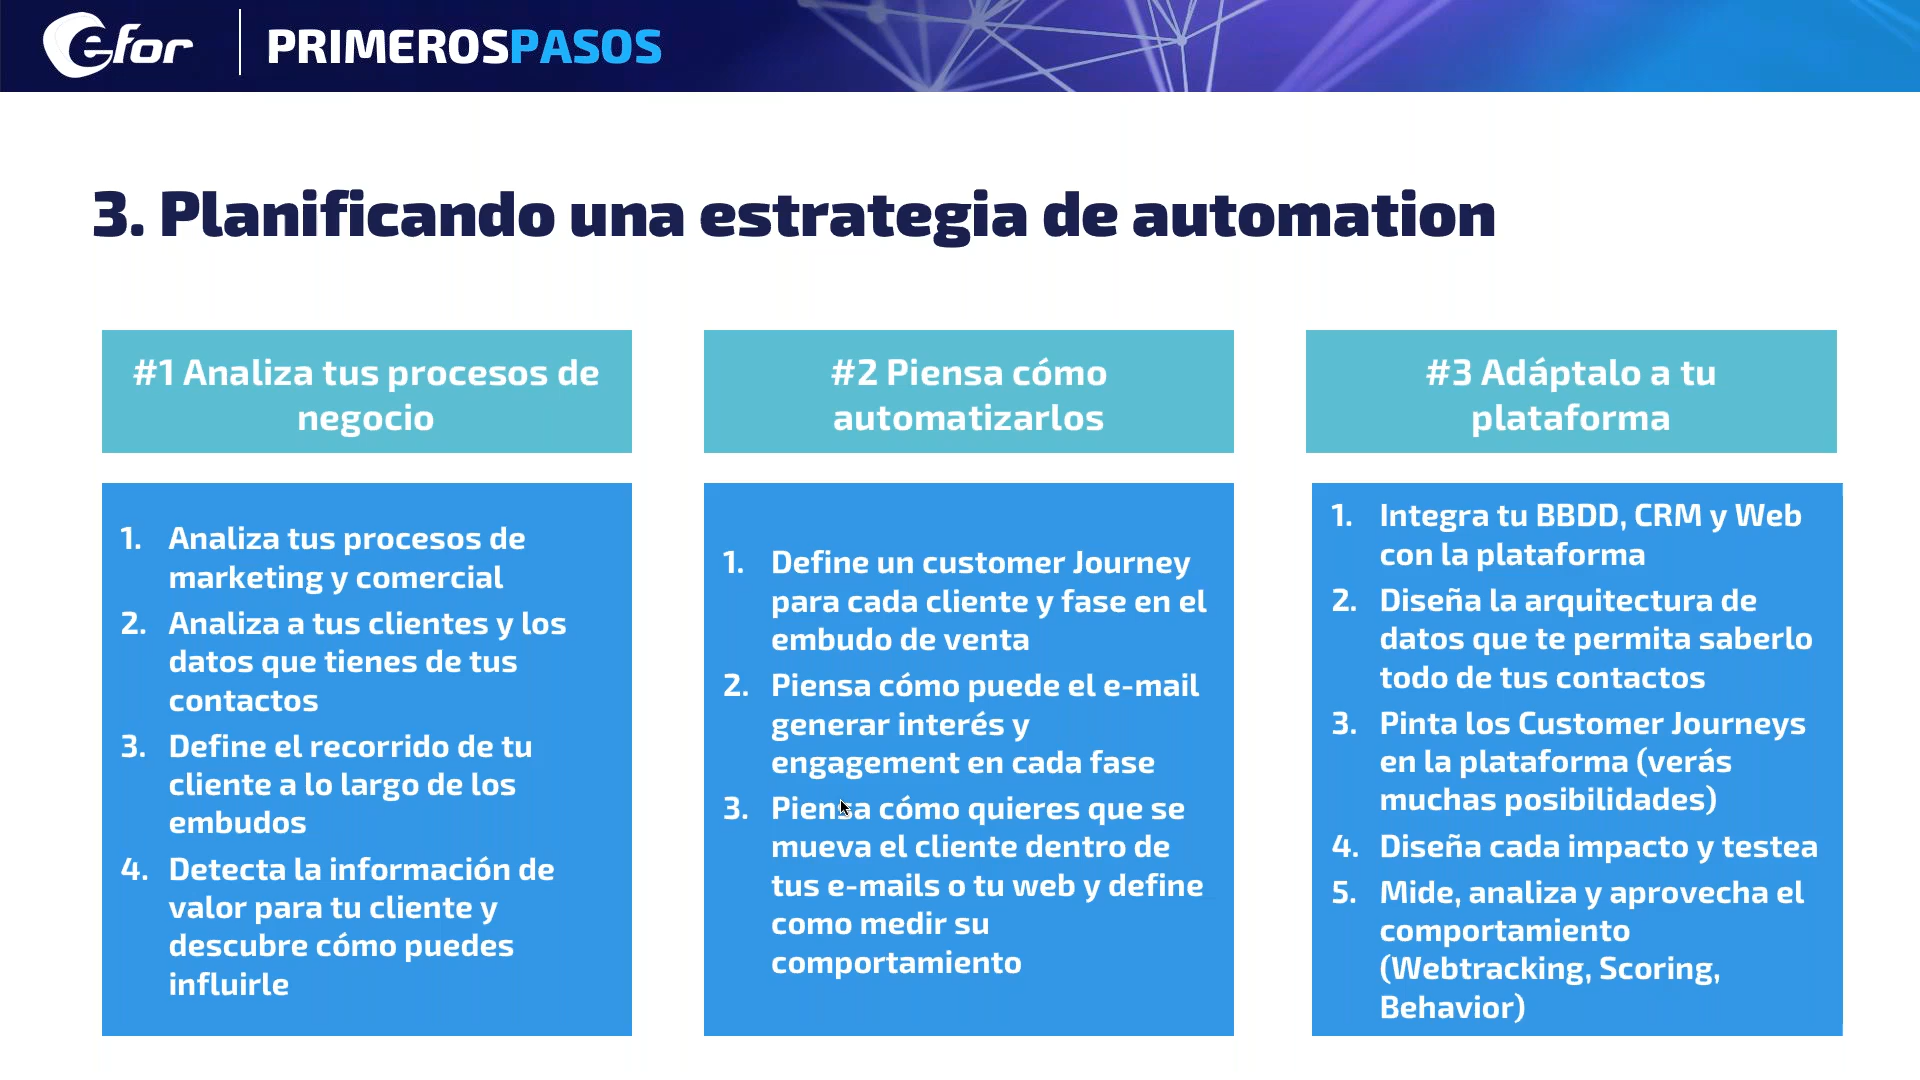 efor
PRIMEROSPASOS
3. Planificando una estrategia de automation
#1 Analiza tus procesos de
negocio
1. Analiza tus procesos de
marketing y comercial
2. Analiza a tus clientes y los
datos que tienes de tus
contactos
3. Define el recorrido de tu
cliente a lo largo de los
embudos
4. Detecta la información de
valor para tu cliente y
descubre cómo puedes
influirle
#2 Piensa cómo
automatizarlos
1. Define un customer Journey
para cada cliente y fase en el
embudo de venta
2. Piensa cómo puede el e-mail
generar interés y
engagement en cada fase
3. Piensa cómo quieres que se
mueva el cliente dentro de
tus e-mails o tu web y define
como medir su
comportamiento
#3 Adáptalo a tu
plataforma
1. Integra tu BBDD, CRM y Web
con la plataforma
2. Diseña la arquitectura de
datos que te permita saberlo
todo de tus contactos
3. Pinta los Customer Journeys
en la plataforma (verás
muchas posibilidades)
4. Diseña cada impacto y testea
5. Mide, analiza y aprovecha el
comportamiento
(Webtracking, Scoring,
Behavior)